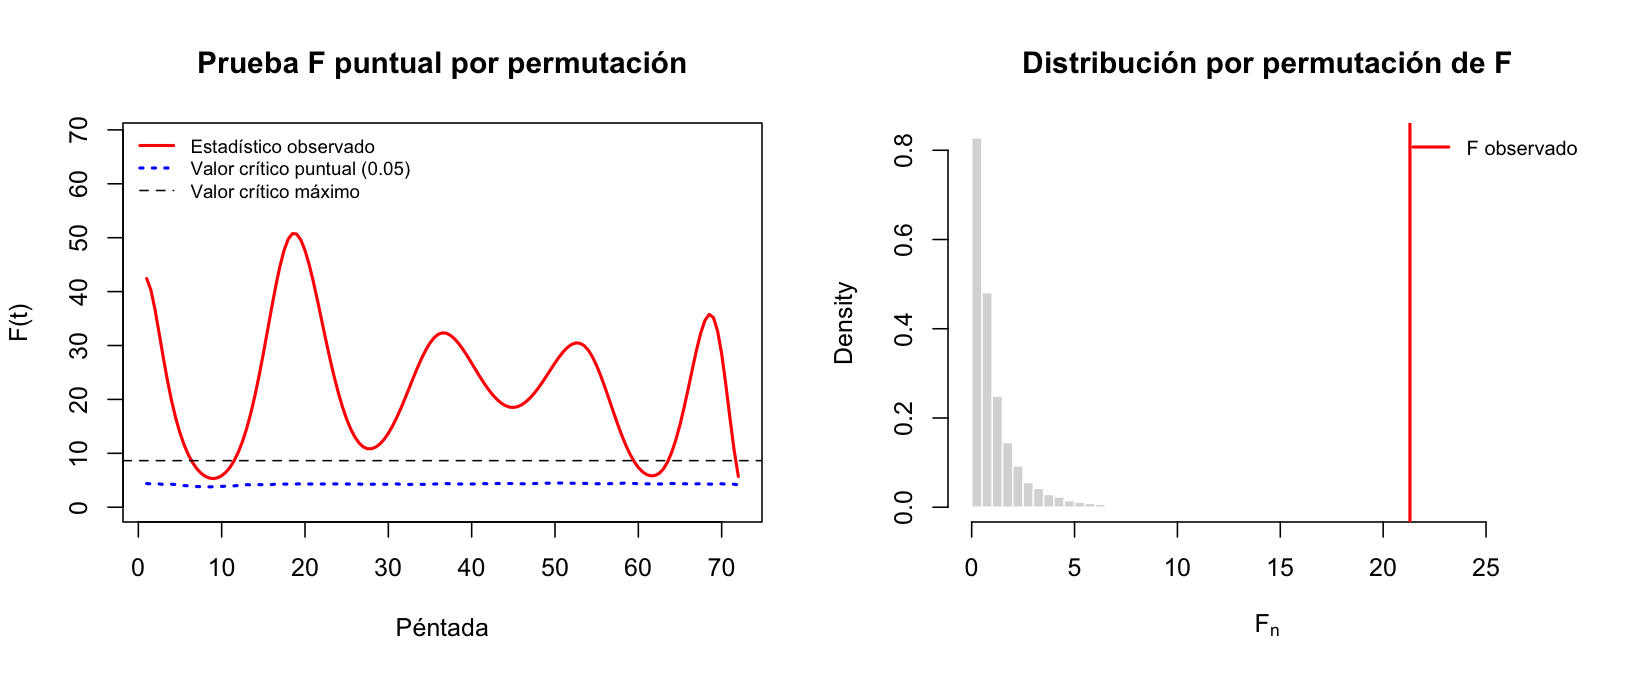 Prueba F puntual por permutación
F(t)
70
60
50
40
30
20
10
0
Estadístico observado
Valor crítico puntual (0.05)
Valor crítico máximo
0 10 20 30 40 50 60 70
Péntada
Distribución por permutación de F
Density
0.8
0.6
0.4
0.2
0.0
F observado
0 5 10 15 20 25
Fn